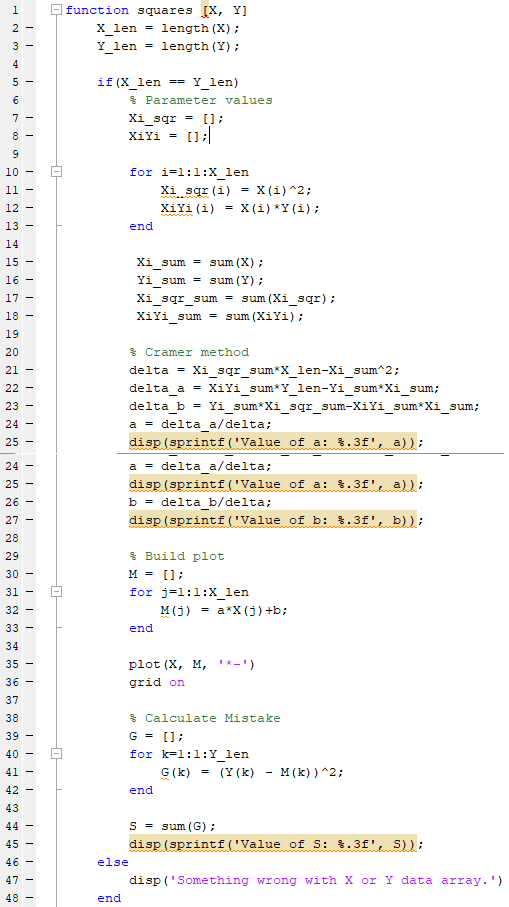 1 function squares [X, Y]
2 X_len = length(X);
3 Y_len = length(Y);
4
5 if(X_len == Y_len)
6 % Parameter values
7 Xi_sqr = [];
8 XiYi = [];
9
10 for i=1:1:X_len
11 Xi_sqr(i) = X(i)^2;
12 XiYi(i) = X(i)*Y(i);
13 end
14
15 Xi_sum = sum(X);
16 Yi_sum = sum(Y);
17 Xi_sqr_sum = sum(Xi_sqr);
18 XiYi_sum = sum(XiYi);
19
20 % Cramer method
21 delta = Xi_sqr_sum*X_len-Xi_sum^2;
22 delta_a = XiYi_sum*Y_len-Yi_sum*Xi_sum;
23 delta_b = Yi_sum*Xi_sqr_sum-XiYi_sum*Xi_sum;
24 a = delta_a/delta;
25 disp(sprintf('Value of a: %.3f', a));
24 a = delta_a/delta;
25 disp(sprintf('Value of a: %.3f', a));
26 b = delta_b/delta;
27 disp(sprintf('Value of b: %.3f', b));
28
29 % Build plot
30 M = [];
31 for j=1:1:X_len
32 M(j) = a*X(j)+b;
33 end
34
35 plot(X, M, '*-')
36 grid on
37
38 % Calculate Mistake
39 G = [];
40 for k=1:1:Y_len
41 G(k) = (Y(k) - M(k))^2;
42 end
43
44 S = sum(G);
45 disp(sprintf('Value of S: %.3f', S));
46 else
47 disp('Something wrong with X or Y data array.')
48 end